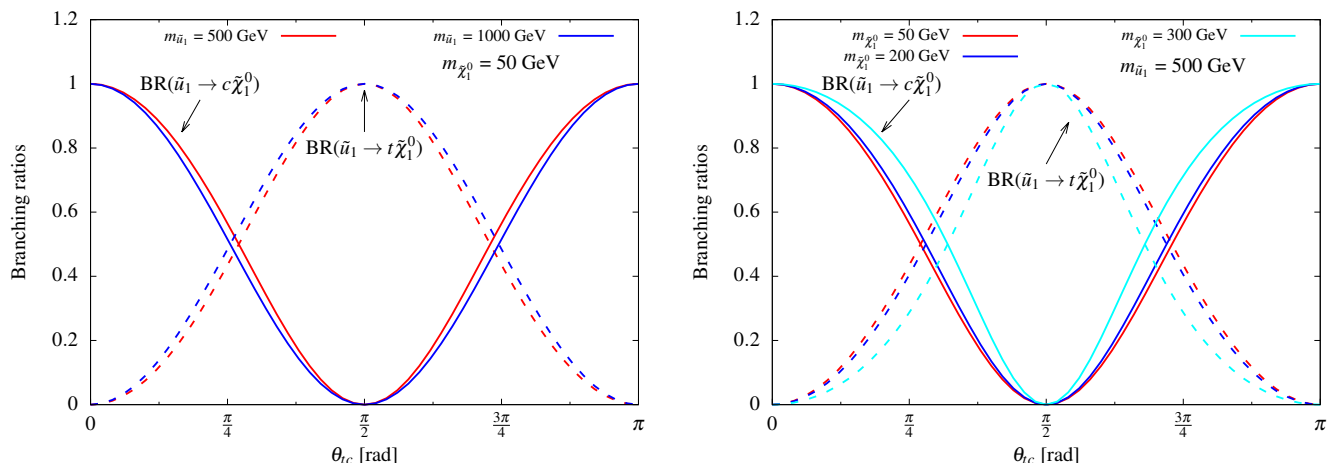 1.2
1
0.8
0.6
0.4
0.2
0
Branching ratios
m_{ũ_1} = 500 GeV
m_{ũ_1} = 1000 GeV
m_{χ̃_1^0} = 50 GeV
BR(ũ_1 → cχ̃_1^0)
BR(ũ_1 → tχ̃_1^0)
0
π/4
π/2
3π/4
π
θ_{tc} [rad]
1.2
1
0.8
0.6
0.4
0.2
0
Branching ratios
m_{χ̃_1^0} = 50 GeV
m_{χ̃_1^0} = 300 GeV
m_{χ̃_1^0} = 200 GeV
m_{ũ_1} = 500 GeV
BR(ũ_1 → cχ̃_1^0)
BR(ũ_1 → tχ̃_1^0)
0
π/4
π/2
3π/4
π
θ_{tc} [rad]